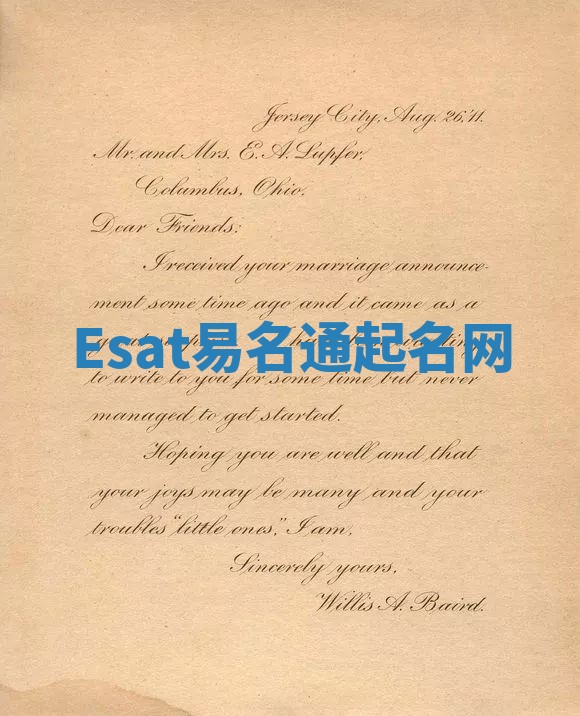 Jersey City, Aug. 26, '11.
Mr. and Mrs. E. A. Lupfer,
Columbus, Ohio.
Dear Friends:
I received your marriage announce-
ment some time ago and it came as a
Esat易名通起名网
to write to you for some time but never
managed to get started.
Hoping you are well and that
your joys may be many and your
troubles "little ones," I am,
Sincerely yours,
Willis A. Baird.